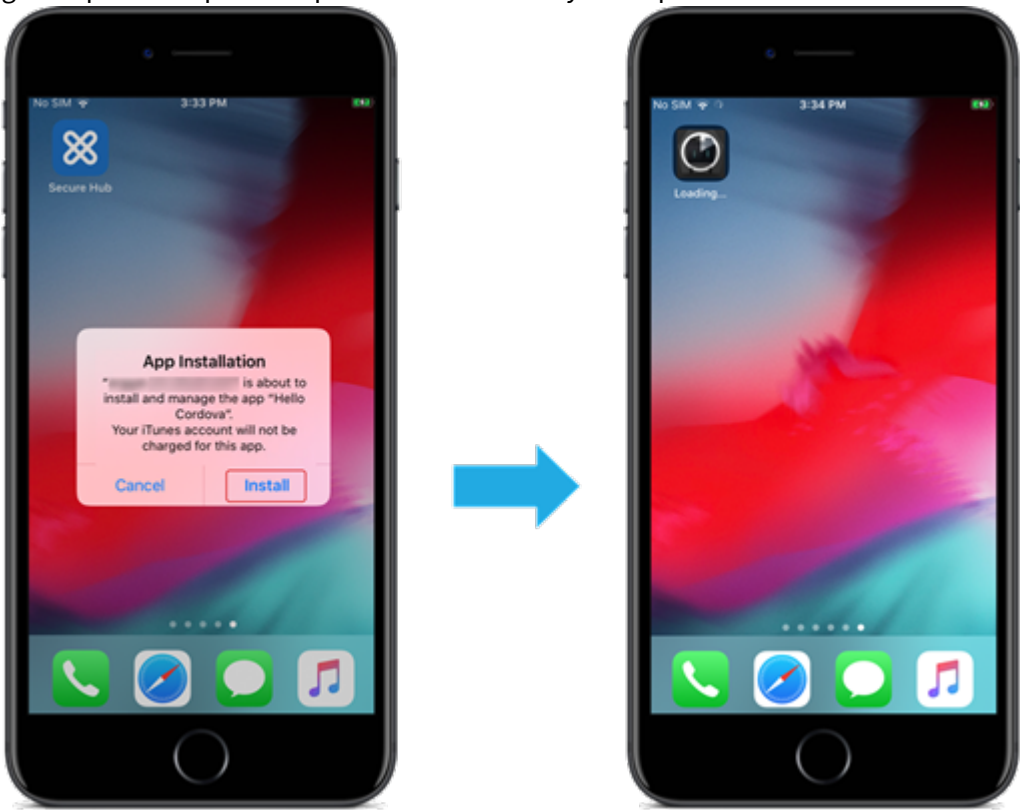 No SIM
3:33 PM
Secure Hub
App Installation
" is about to
install and manage the app "Hello
Cordova".
Your iTunes account will not be
charged for this app.
Cancel
Install
No SIM
3:34 PM
Loading...